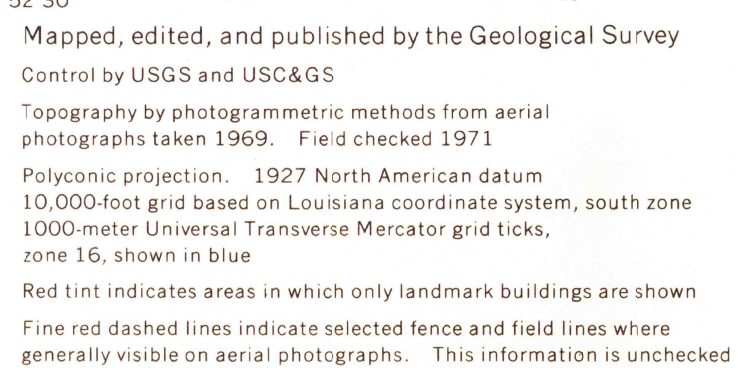 52'30"
Mapped, edited, and published by the Geological Survey
Control by USGS and USC&GS
Topography by photogrammetric methods from aerial
photographs taken 1969. Field checked 1971
Polyconic projection. 1927 North American datum
10,000-foot grid based on Louisiana coordinate system, south zone
1000-meter Universal Transverse Mercator grid ticks,
zone 16, shown in blue
Red tint indicates areas in which only landmark buildings are shown
Fine red dashed lines indicate selected fence and field lines where
generally visible on aerial photographs. This information is unchecked